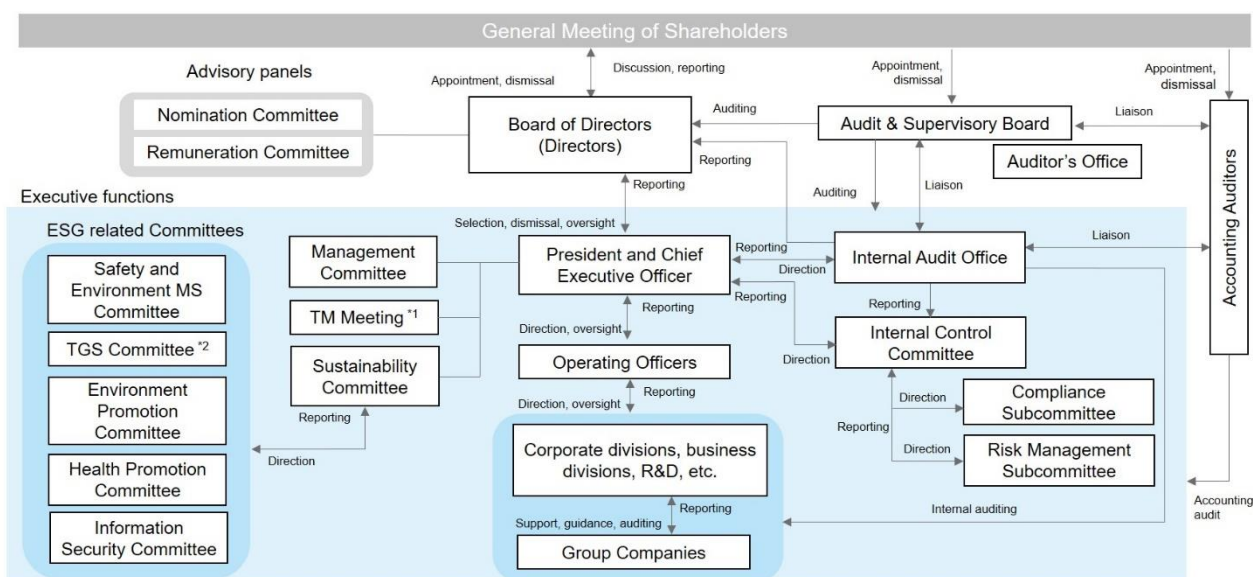 General Meeting of Shareholders
Advisory panels
Nomination Committee
Remuneration Committee
Appointment, dismissal
Discussion, reporting
Appointment,
dismissal
Appointment,
dismissal
Board of Directors
(Directors)
Auditing
Reporting
Audit & Supervisory Board
Auditor's Office
Liaison
Accounting Auditors
Reporting
Auditing
Liaison
Executive functions
Selection, dismissal, oversight
ESG related Committees
Safety and
Environment MS
Committee
TGS Committee *2
Environment
Promotion
Committee
Health Promotion
Committee
Information
Security Committee
Management
Committee
TM Meeting *1
Sustainability
Committee
Reporting
Direction
President and Chief
Executive Officer
Reporting
Direction
Reporting
Direction
Internal Audit Office
Liaison
Reporting
Direction, oversight
Reporting
Internal Control
Committee
Operating Officers
Direction, oversight
Reporting
Direction
Reporting
Direction
Compliance
Subcommittee
Risk Management
Subcommittee
Corporate divisions, business
divisions, R&D, etc.
Reporting
Support, guidance, auditing
Group Companies
Internal auditing
Accounting
audit